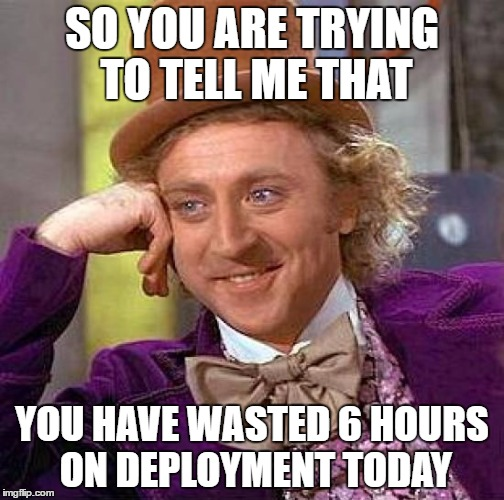 SO YOU ARE TRYING
TO TELL ME THAT
YOU HAVE WASTED 6 HOURS
ON DEPLOYMENT TODAY
imgflip.com